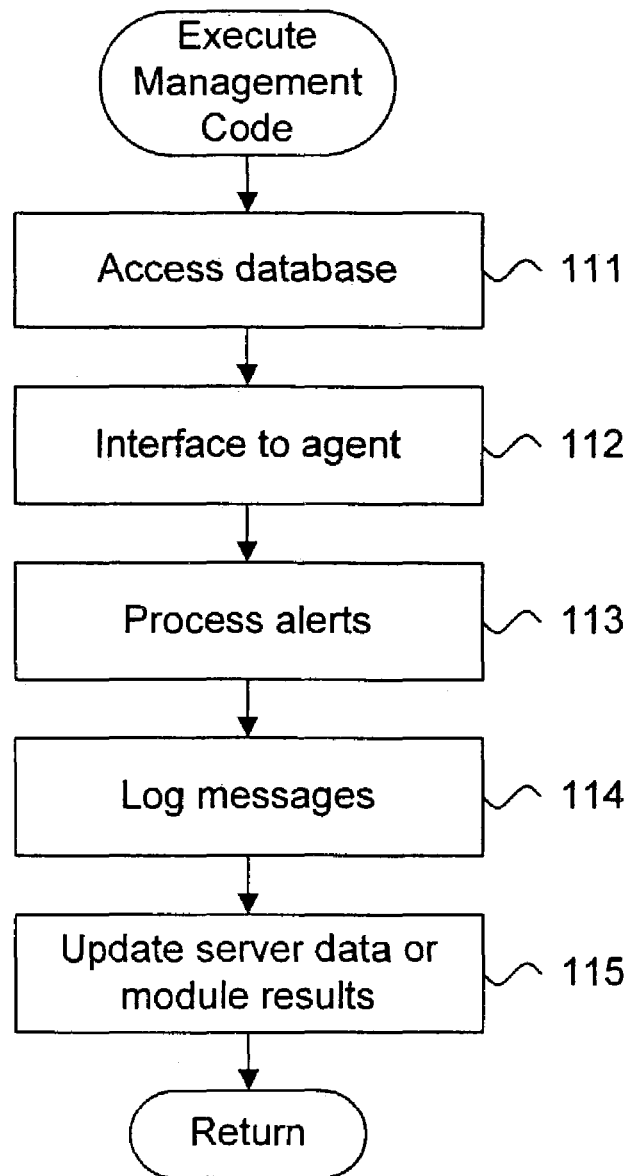 Execute
Management
Code
Access database
111
Interface to agent
112
Process alerts
113
Log messages
114
Update server data or
module results
115
Return